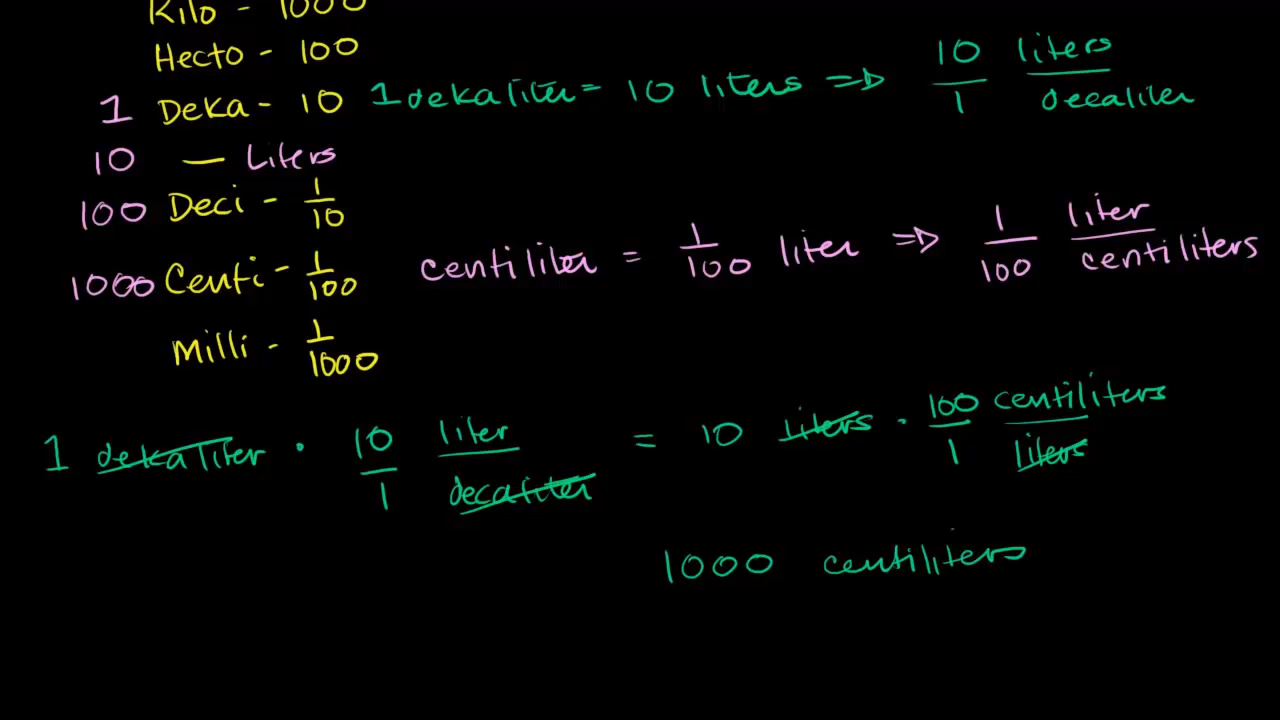 Kilo - 1000
Hecto - 100
1 Deka - 10 1 dekaliter = 10 liters ⇒ 10/1 liters/decaliter
10 — Liters
100 Deci - 1/10
1000 Centi - 1/100 centiliter = 1/100 liter ⇒ 1/100 liter/centiliters
Milli - 1/1000
1 dekaliter · 10/1 liter/decaliter = 10 liters · 100/1 centiliters/liters
1000 centiliters